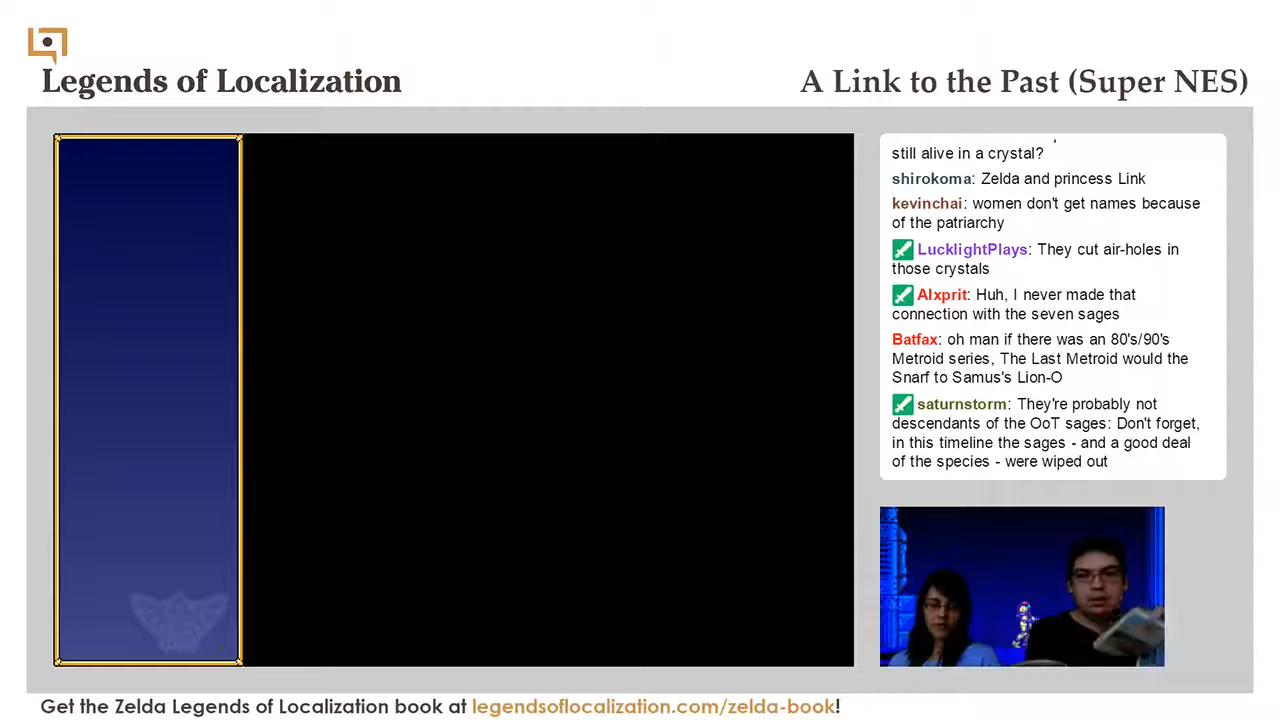 Legends of Localization
A Link to the Past (Super NES)
still alive in a crystal?
shirokoma: Zelda and princess Link
kevinchai: women don't get names because
of the patriarchy
LucklightPlays: They cut air-holes in
those crystals
Alxprit: Huh, I never made that
connection with the seven sages
Batfax: oh man if there was an 80's/90's
Metroid series, The Last Metroid would the
Snarf to Samus's Lion-O
saturnstorm: They're probably not
descendants of the OoT sages: Don't forget,
in this timeline the sages - and a good deal
of the species - were wiped out
Get the Zelda Legends of Localization book at legendsoflocalization.com/zelda-book!